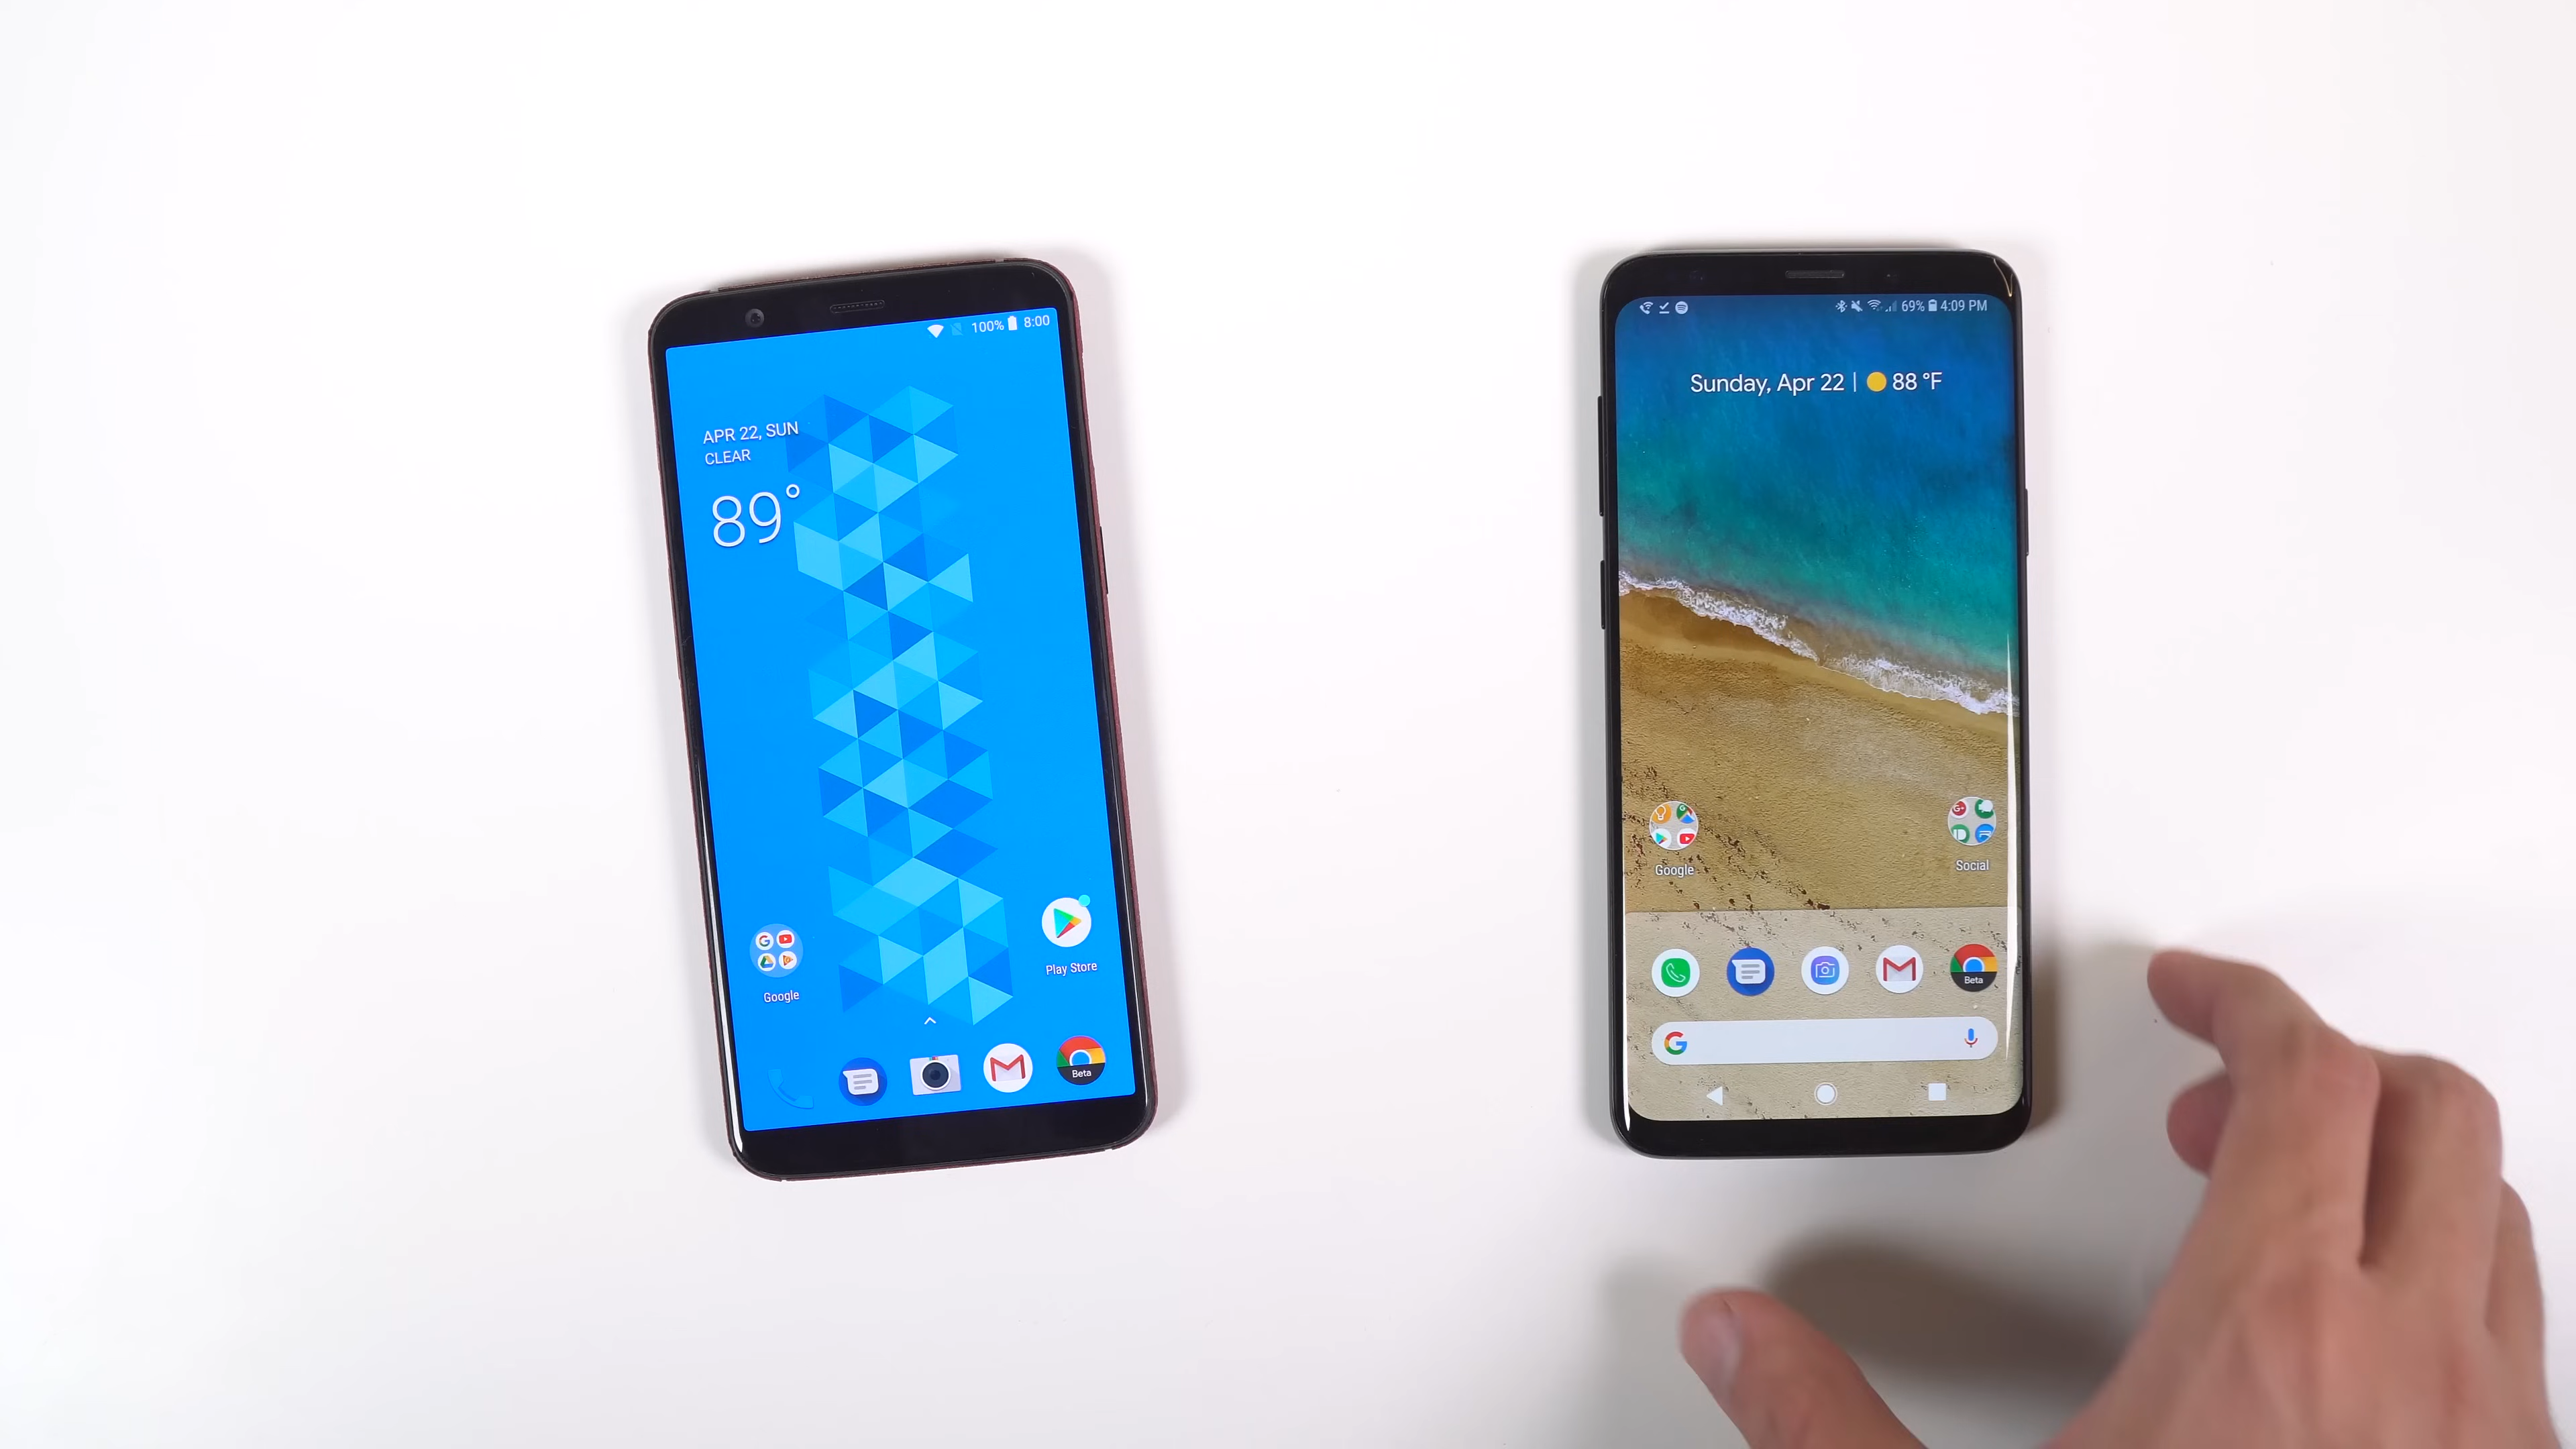 100% 8:00
APR 22, SUN
CLEAR
89°
Google
Play Store
Beta
69% 4:09 PM
Sunday, Apr 22 | 88 °F
Google
Social
Beta